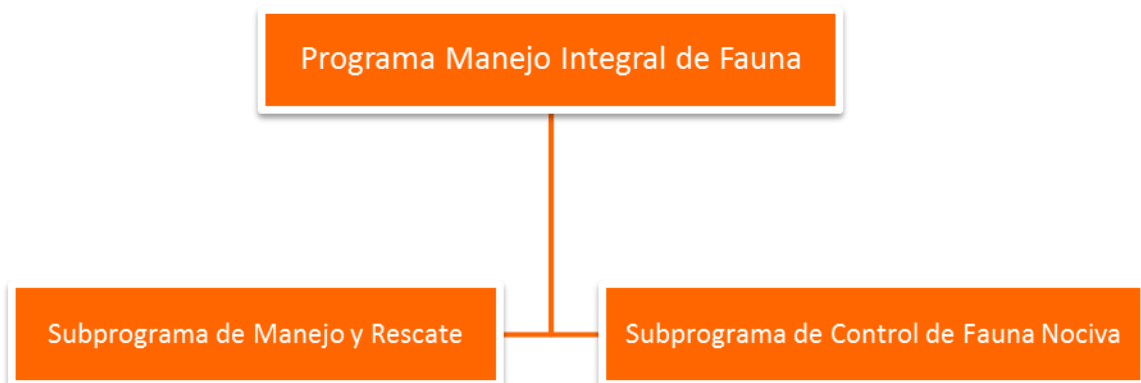 Programa Manejo Integral de Fauna
Subprograma de Manejo y Rescate
Subprograma de Control de Fauna Nociva